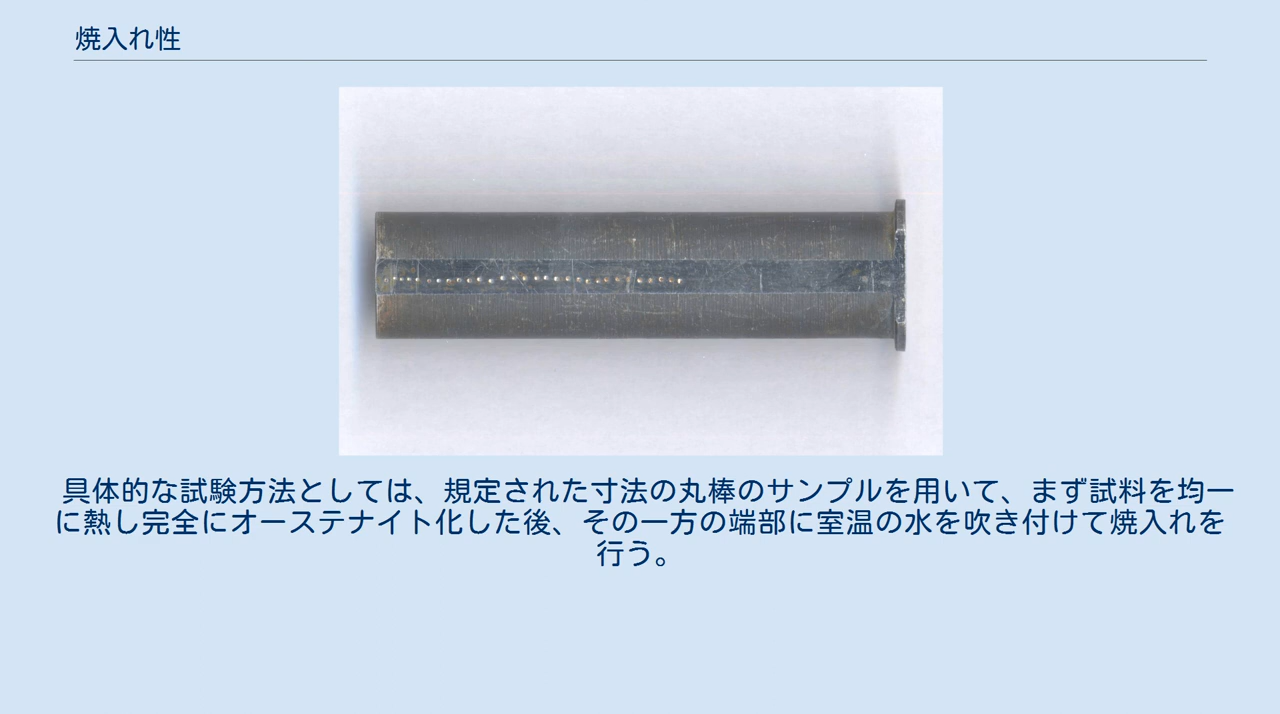 焼入れ性
具体的な試験方法としては、規定された寸法の丸棒のサンプルを用いて、まず試料を均一
に熱し完全にオーステナイト化した後、その一方の端部に室温の水を吹き付けて焼入れを
行う。